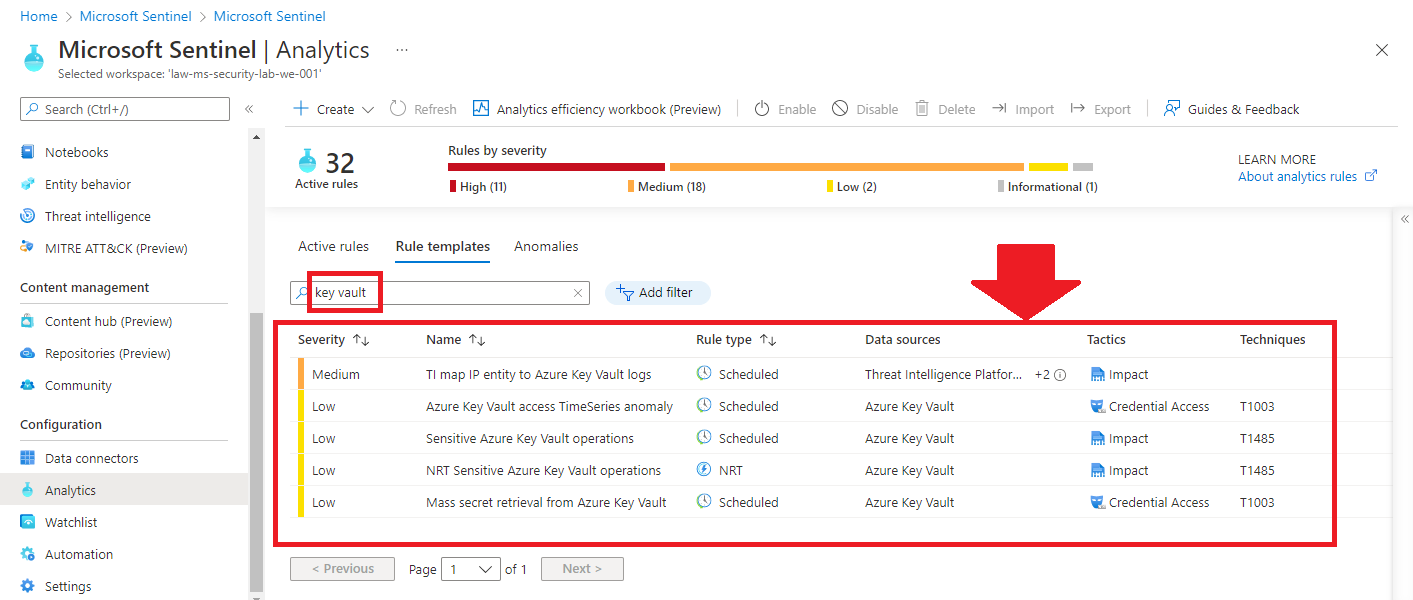 Home > Microsoft Sentinel > Microsoft Sentinel
Microsoft Sentinel | Analytics ...
Selected workspace: 'law-ms-security-lab-we-001'
Search (Ctrl+/)
«
Notebooks
Entity behavior
Threat intelligence
MITRE ATT&CK (Preview)
Content management
Content hub (Preview)
Repositories (Preview)
Community
Configuration
Data connectors
Analytics
Watchlist
Automation
Settings
Create Refresh Analytics efficiency workbook (Preview) Enable Disable Delete Import Export Guides & Feedback
32
Active rules
Rules by severity
High (11) Medium (18) Low (2) Informational (1)
LEARN MORE
About analytics rules
«
Active rules Rule templates Anomalies
key vault
Add filter
Severity Name Rule type Data sources Tactics Techniques
Medium TI map IP entity to Azure Key Vault logs Scheduled Threat Intelligence Platfor... +2 Impact
Low Azure Key Vault access TimeSeries anomaly Scheduled Azure Key Vault Credential Access T1003
Low Sensitive Azure Key Vault operations Scheduled Azure Key Vault Impact T1485
Low NRT Sensitive Azure Key Vault operations NRT Azure Key Vault Impact T1485
Low Mass secret retrieval from Azure Key Vault Scheduled Azure Key Vault Credential Access T1003
< Previous Page 1 of 1 Next >